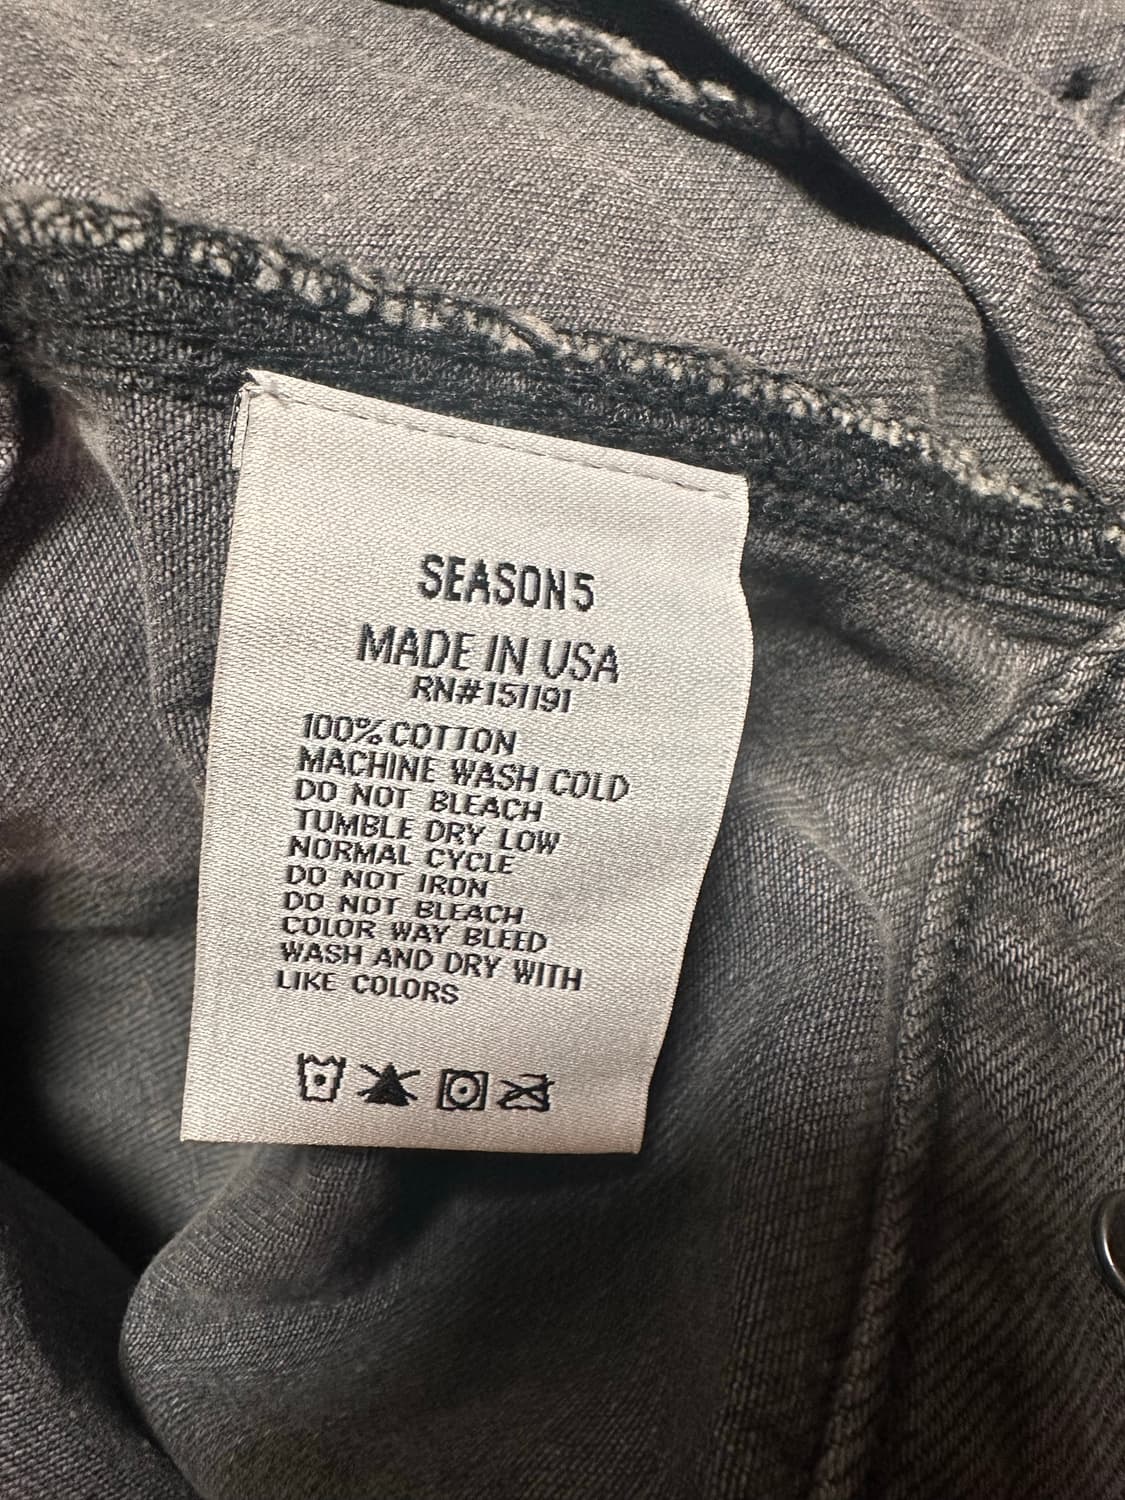 SEASON 5
MADE IN USA
RN#151191
100% COTTON
MACHINE WASH COLD
DO NOT BLEACH
TUMBLE DRY LOW
NORMAL CYCLE
DO NOT IRON
DO NOT BLEACH
COLOR WAY BLEED
WASH AND DRY WITH
LIKE COLORS